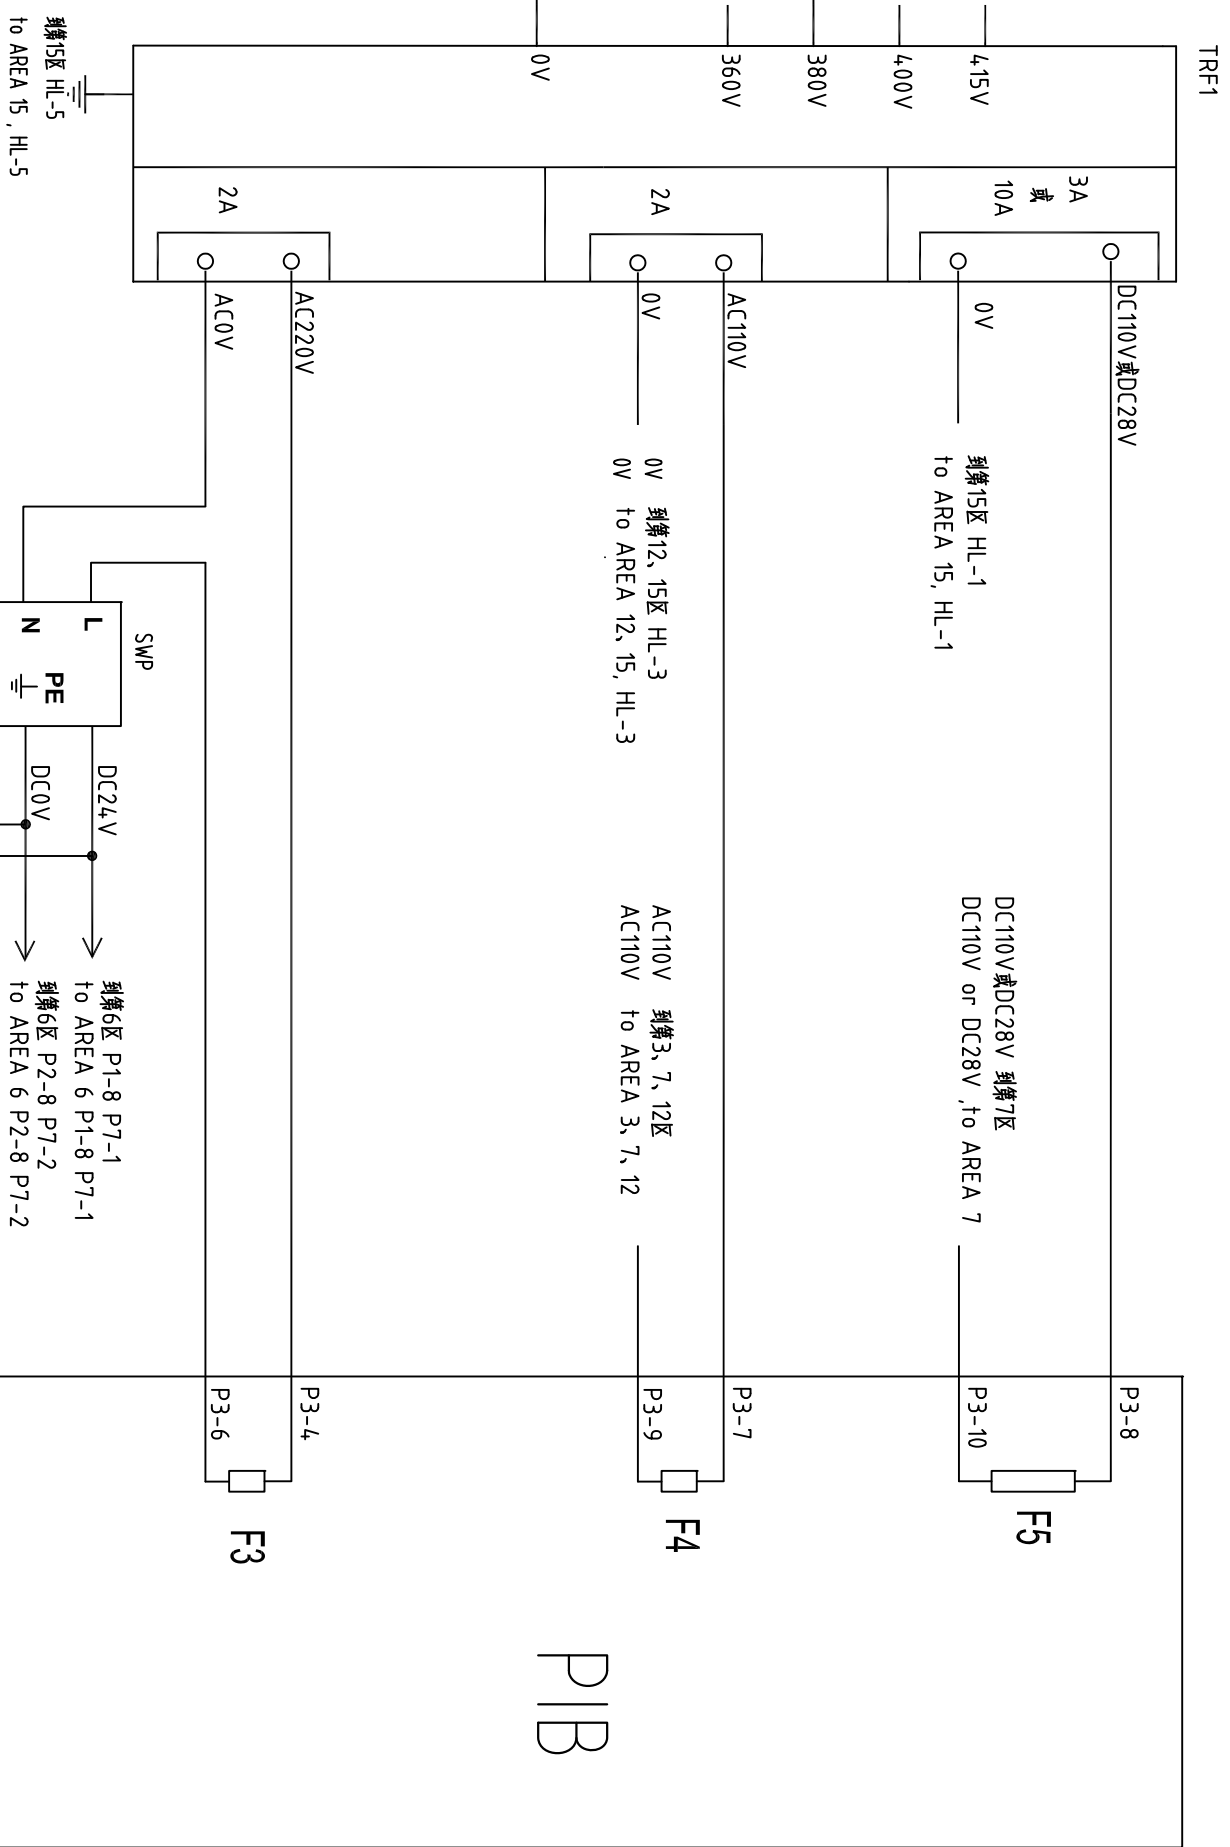 TRF1
415V
400V
380V
360V
0V
3A
或
10A
2A
2A
DC110V或DC28V
0V
AC110V
0V
AC220V
AC0V
到第15区 HL-5
to AREA 15 , HL-5
到第15区 HL-1
to AREA 15, HL-1
0V 到第12、15区 HL-3
0V to AREA 12、15, HL-3
SWP
L
N
PE
DC24V
DC0V
DC110V或DC28V 到第7区
DC110V or DC28V ,to AREA 7
AC110V 到第3、7、12区
AC110V to AREA 3、7、12
到第6区 P1-8 P7-1
to AREA 6 P1-8 P7-1
到第6区 P2-8 P7-2
to AREA 6 P2-8 P7-2
P3-8
P3-10
P3-7
P3-9
P3-4
P3-6
F5
F4
F3
PIB